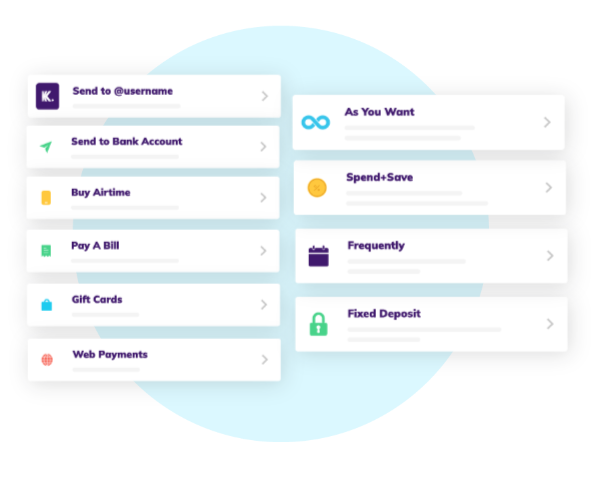 K.
Send to @username
Send to Bank Account
Buy Airtime
Pay A Bill
Gift Cards
Web Payments
As You Want
Spend+Save
Frequently
Fixed Deposit